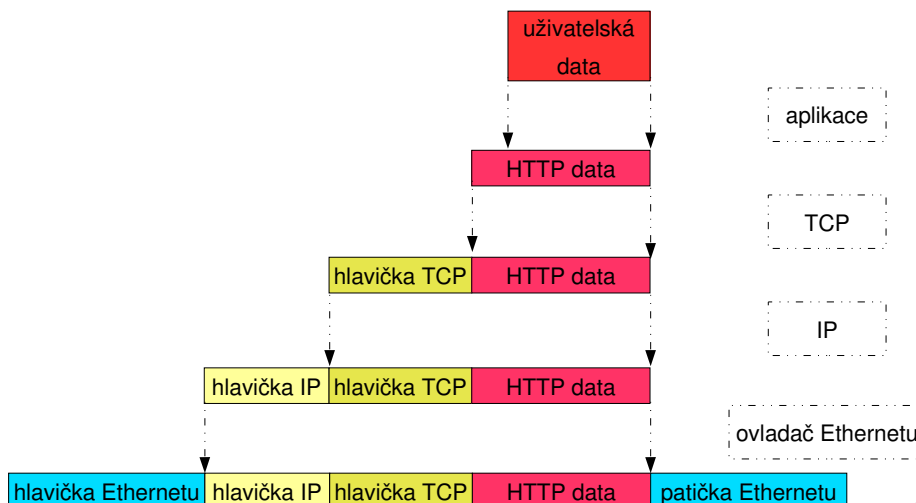 uživatelská
data
aplikace
HTTP data
TCP
hlavička TCP HTTP data
IP
hlavička IP hlavička TCP HTTP data
ovladač Ethernetu
hlavička Ethernetu hlavička IP hlavička TCP HTTP data patička Ethernetu